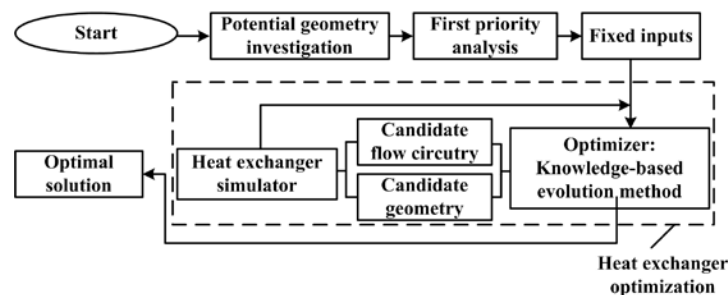 Start
Potential geometry
investigation
First priority
analysis
Fixed inputs
Candidate
flow circutry
Optimizer:
Knowledge-based
evolution method
Heat exchanger
simulator
Optimal
solution
Candidate
geometry
Heat exchanger
optimization